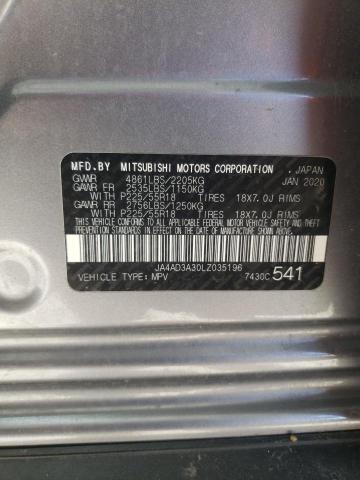 MFD.BY MITSUBISHI MOTORS CORPORATION , JAPAN
GVWR 4861LBS/2205KG JAN 2020
GAWR FR 2535LBS/1150KG
P225/55R18 TIRES 18X7.0J RIMS
GAWR RR 2756LBS/1250KG
P225/55R18 TIRES 18X7.0J RIMS
THIS VEHICLE CONFORMS TO ALL APPLICABLE U.S. FEDERAL MOTOR VEHICLE SAFETY, BUMPER, AND THEFT
PREVENTION STANDARDS IN EFFECT ON THE DATE OF MANUFACTURE SHOWN ABOVE.
JA4AD3A30LZ035196
VEHICLE TYPE: MPV 7430C 541